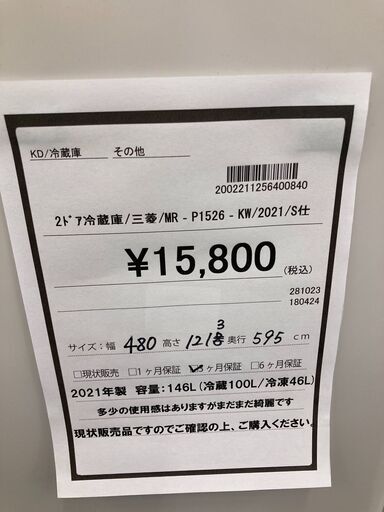 KD/冷蔵庫 その他
2002211256400840
2ﾄﾞｱ冷蔵庫/三菱/MR - P1526 - KW/2021/S仕
¥15,800 (税込)
281023
180424
3
サイズ：幅 480 高さ 1218 奥行 595 cm
□現状販売 □1ヶ月保証 ☑3ヶ月保証 □6ヶ月保証
2021年製 容量：146L(冷蔵100L/冷凍46L)
多少の使用感はありますがまだまだ綺麗です
現状販売品ですのでご確認の上、ご購入ください。